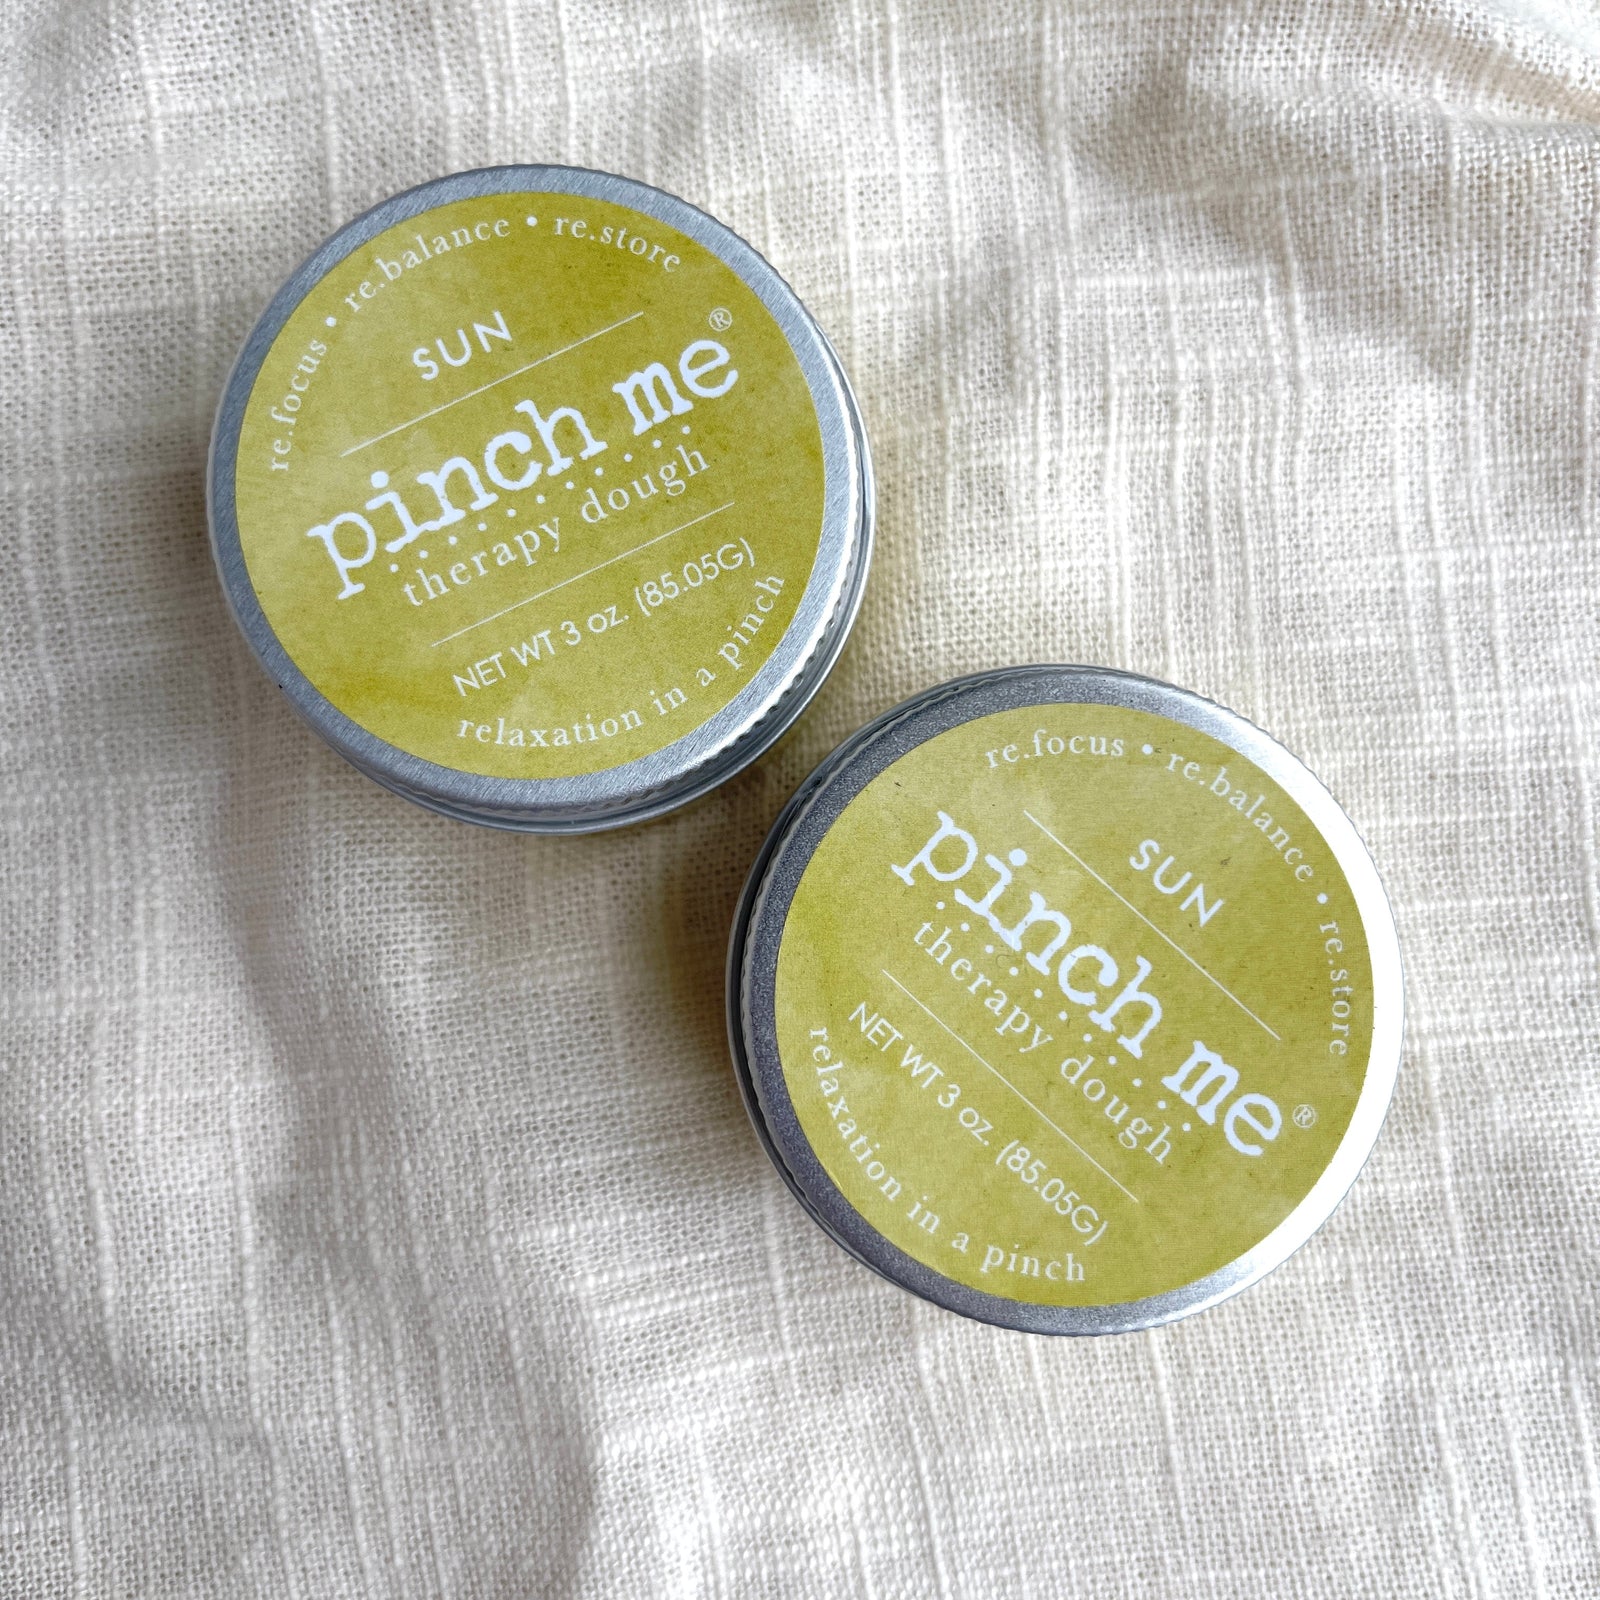 re.focus • re.balance • re.store
SUN
pinch me®
therapy dough
NET WT 3 oz. (85.05G)
relaxation in a pinch
re.focus • re.balance • re.store
SUN
pinch me®
therapy dough
NET WT 3 oz. (85.05G)
relaxation in a pinch